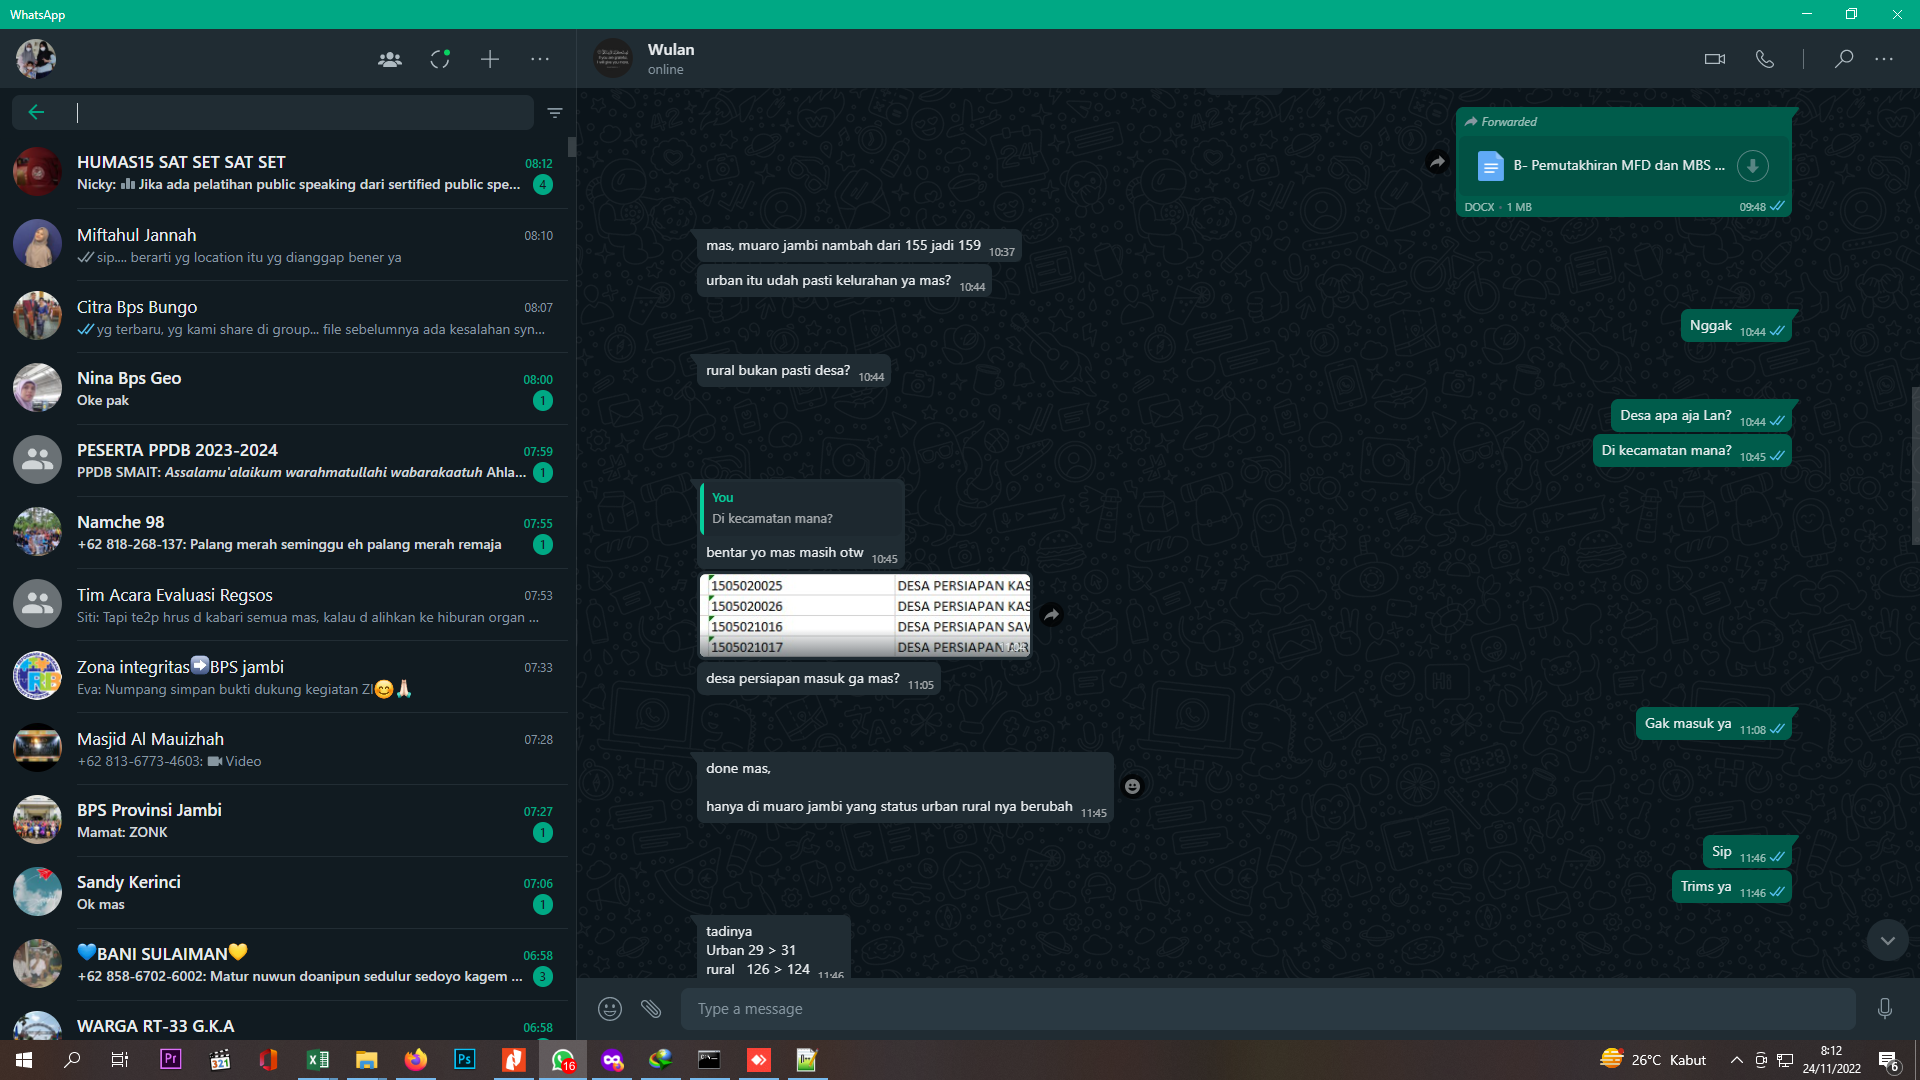 WhatsApp
HUMAS15 SAT SET SAT SET
08:12
Nicky: Jika ada pelatihan public speaking dari sertified public spe...
4
Miftahul Jannah
08:10
sip.... berarti yg location itu yg dianggap bener ya
Citra Bps Bungo
08:07
yg terbaru, yg kami share di group... file sebelumnya ada kesalahan syn...
Nina Bps Geo
08:00
Oke pak
1
PESERTA PPDB 2023-2024
07:59
PPDB SMAIT: Assalamu'alaikum warahmatullahi wabarakaatuh Ahla...
1
Namche 98
07:55
+62 818-268-137: Palang merah seminggu eh palang merah remaja
1
Tim Acara Evaluasi Regsos
07:53
Siti: Tapi te2p hrus d kabari semua mas, kalau d alihkan ke hiburan organ ...
Zona integritas➡BPS jambi
07:33
Eva: Numpang simpan bukti dukung kegiatan ZI😊🙏🏻
Masjid Al Mauizhah
07:28
+62 813-6773-4603: Video
BPS Provinsi Jambi
07:27
Mamat: ZONK
1
Sandy Kerinci
07:06
Ok mas
1
💙BANI SULAIMAN💛
06:58
+62 858-6702-6002: Matur nuwun doanipun sedulur sedoyo kagem ...
3
WARGA RT-33 G.K.A
06:58
Wulan
online
Forwarded
B- Pemutakhiran MFD dan MBS ...
DOCX • 1 MB
09:48
mas, muaro jambi nambah dari 155 jadi 159 10:37
urban itu udah pasti kelurahan ya mas? 10:44
Nggak 10:44
rural bukan pasti desa? 10:44
Desa apa aja Lan? 10:44
Di kecamatan mana? 10:45
You
Di kecamatan mana?
bentar yo mas masih otw 10:45
1505020025 DESA PERSIAPAN KAS
1505020026 DESA PERSIAPAN KAS
1505021016 DESA PERSIAPAN SAV
1505021017 DESA PERSIAPAN
desa persiapan masuk ga mas? 11:05
Gak masuk ya 11:08
done mas,
hanya di muaro jambi yang status urban rural nya berubah 11:45
Sip 11:46
Trims ya 11:46
tadinya
Urban 29 > 31
rural 126 > 124 11:46
Type a message
Pr
321
Ps
16
26°C Kabut
8:12
24/11/2022
6